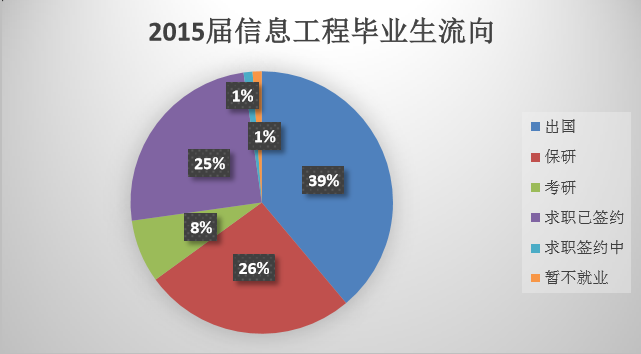 2015届信息工程毕业生流向
1%
1%
25%
39%
8%
26%
出国
保研
考研
求职已签约
求职签约中
暂不就业